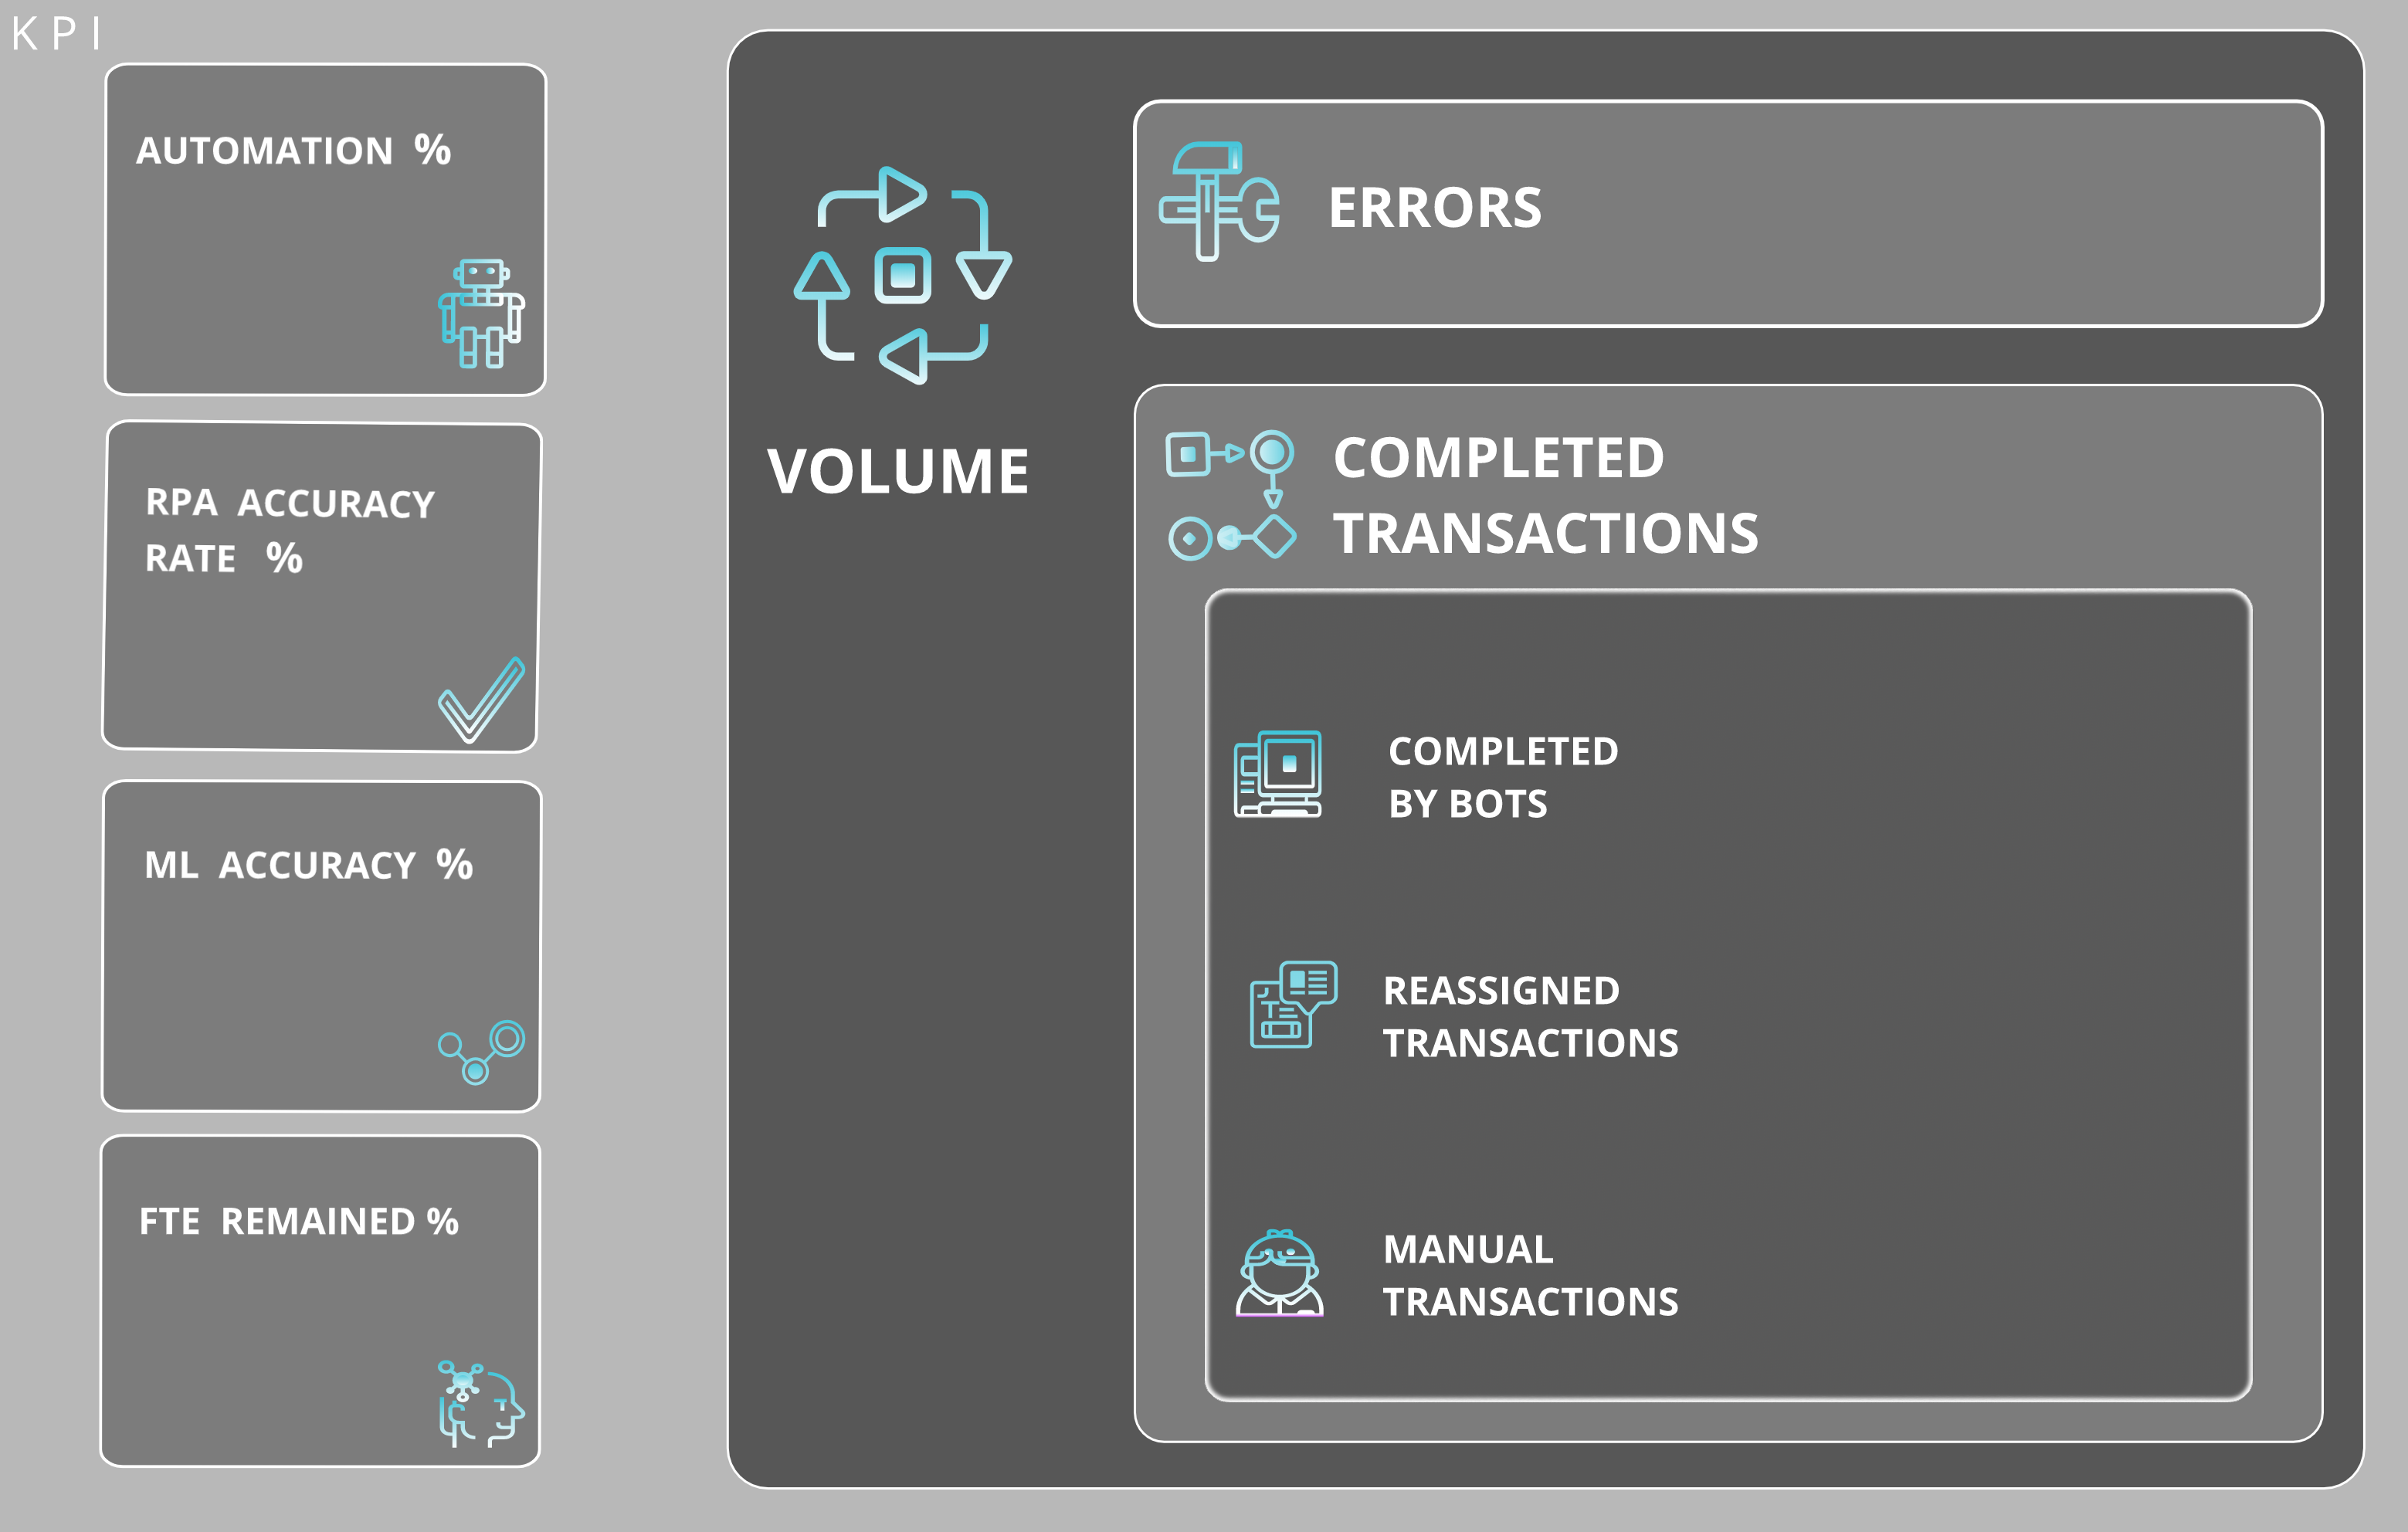 KPI
AUTOMATION %
RPA ACCURACY
RATE %
ML ACCURACY %
FTE REMAINED %
VOLUME
ERRORS
COMPLETED
TRANSACTIONS
COMPLETED
BY BOTS
REASSIGNED
TRANSACTIONS
MANUAL
TRANSACTIONS